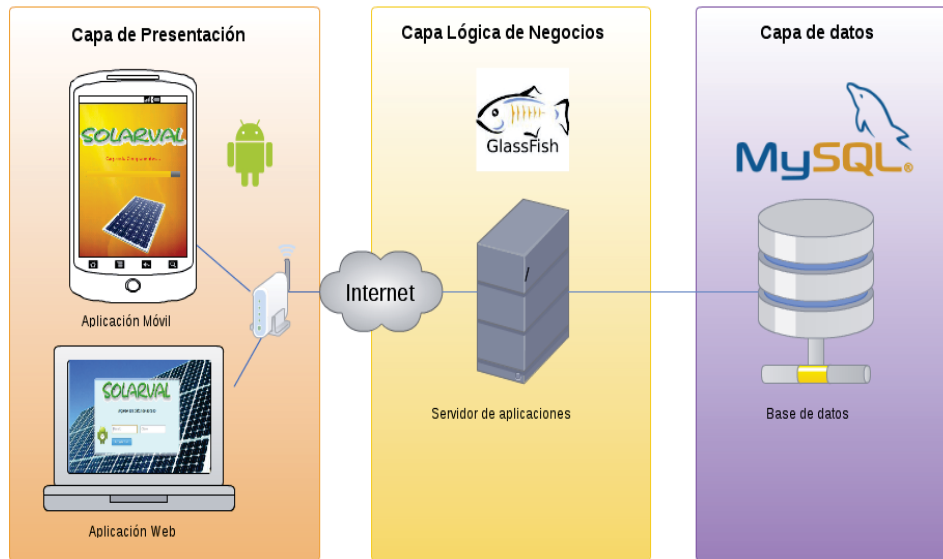 Capa de Presentación
SOLARVAL
Aplicación Móvil
SOLARVAL
Aplicación Web
Internet
Capa Lógica de Negocios
GlassFish
Servidor de aplicaciones
Capa de datos
MySQL®
Base de datos